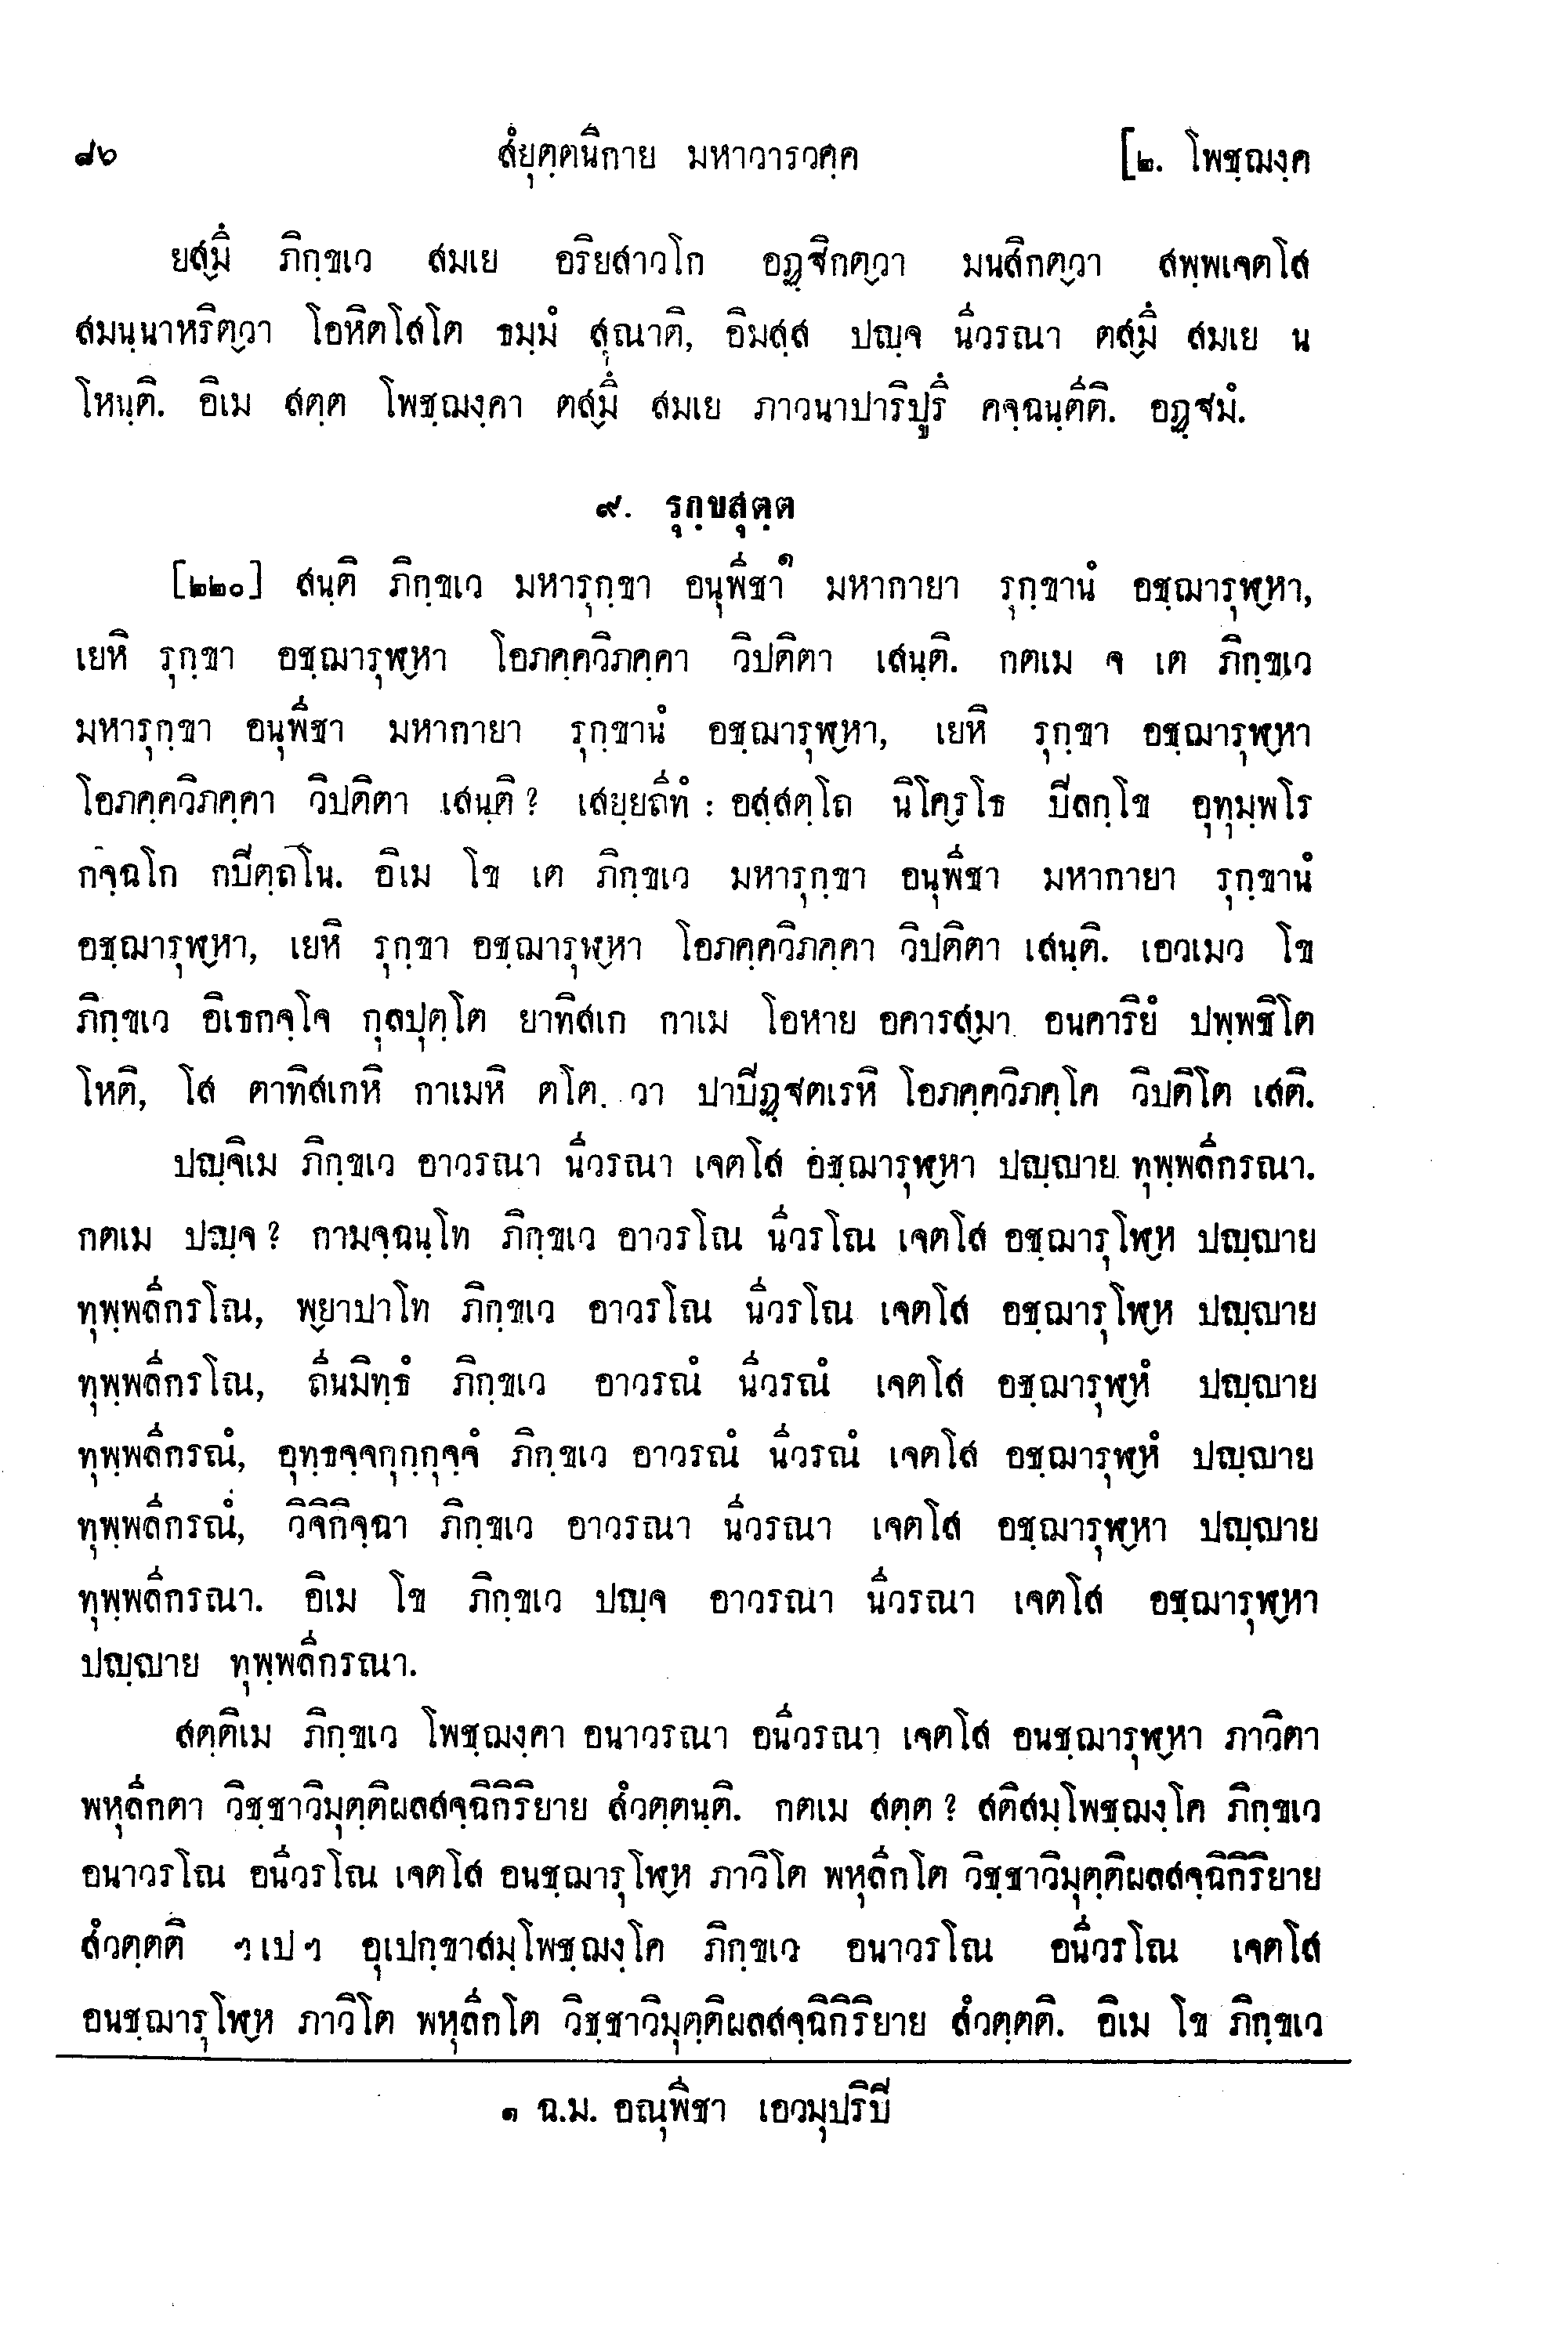 ๘๖ สํยุตฺตนิกาย มหาวารวคฺค [๒. โพชฺฌงฺค
ยสฺมึ ภิกฺขเว สมเย อริยสาวโก อฏฺฐิกตฺวา มนสิกตฺวา สพฺพเจตโส
สมนฺนาหริตฺวา โอหิตโสโต ธมฺมํ สุณาติ, อิมสฺส ปญฺจ นีวรณา ตสฺมึ สมเย น
โหนฺติ. อิเม สตฺต โพชฺฌงฺคา ตสฺมึ สมเย ภาวนาปาริปูรึ คจฺฉนฺตีติ. อฏฺฐมํ.
๙. รุกฺขสุตฺต
[๒๒๐] สนฺติ ภิกฺขเว มหารุกฺขา อนุพีชา๑ มหากายา รุกฺขานํ อชฺฌารุฬฺหา,
เยหิ รุกฺขา อชฺฌารุฬฺหา โอภคฺควิภคฺคา วิปติตา เสนฺติ. กตเม จ เต ภิกฺขเว
มหารุกฺขา อนุพีชา มหากายา รุกฺขานํ อชฺฌารุฬฺหา, เยหิ รุกฺขา อชฺฌารุฬฺหา
โอภคฺควิภคฺคา วิปติตา เสนฺติ? เสยฺยถีทํ : อสฺสตฺโถ นิโคฺรโธ ปิลกฺโข อุทุมฺพโร
กจฺฉโก กปิตฺถโน. อิเม โข เต ภิกฺขเว มหารุกฺขา อนุพีชา มหากายา รุกฺขานํ
อชฺฌารุฬฺหา, เยหิ รุกฺขา อชฺฌารุฬฺหา โอภคฺควิภคฺคา วิปติตา เสนฺติ. เอวเมว โข
ภิกฺขเว อิเธกจฺโจ กุลปุตฺโต ยาทิสเก กาเม โอหาย อคารสฺมา อนคาริยํ ปพฺพชิโต
โหติ, โส ตาทิสเกหิ กาเมหิ ตโต วา ปาปิฏฺฐตเรหิ โอภคฺควิภคฺโค วิปติโต เสติ.
ปญฺจิเม ภิกฺขเว อาวรณา นีวรณา เจตโส อชฺฌารุฬฺหา ปญฺญาย ทุพฺพลีกรณา.
กตเม ปญฺจ? กามจฺฉนฺโท ภิกฺขเว อาวรโณ นีวรโณ เจตโส อชฺฌารุโฬฺห ปญฺญาย
ทุพฺพลีกรโณ, พฺยาปาโท ภิกฺขเว อาวรโณ นีวรโณ เจตโส อชฺฌารุโฬฺห ปญฺญาย
ทุพฺพลีกรโณ, ถีนมิทฺธํ ภิกฺขเว อาวรณํ นีวรณํ เจตโส อชฺฌารุฬฺหํ ปญฺญาย
ทุพฺพลีกรณํ, อุทฺธจฺจกุกฺกุจฺจํ ภิกฺขเว อาวรณํ นีวรณํ เจตโส อชฺฌารุฬฺหํ ปญฺญาย
ทุพฺพลีกรณํ, วิจิกิจฺฉา ภิกฺขเว อาวรณา นีวรณา เจตโส อชฺฌารุฬฺหา ปญฺญาย
ทุพฺพลีกรณา. อิเม โข ภิกฺขเว ปญฺจ อาวรณา นีวรณา เจตโส อชฺฌารุฬฺหา
ปญฺญาย ทุพฺพลีกรณา.
สตฺติเม ภิกฺขเว โพชฺฌงฺคา อนาวรณา อนีวรณา เจตโส อนชฺฌารุฬฺหา ภาวิตา
พหุลีกตา วิชฺชาวิมุตฺติผลสจฺฉิกิริยาย สํวตฺตนฺติ. กตเม สตฺต? สติสมฺโพชฺฌงฺโค ภิกฺขเว
อนาวรโณ อนีวรโณ เจตโส อนชฺฌารุโฬฺห ภาวิโต พหุลีกโต วิชฺชาวิมุตฺติผลสจฺฉิกิริยาย
สํวตฺตติ ฯเปฯ อุเปกฺขาสมฺโพชฺฌงฺโค ภิกฺขเว อนาวรโณ อนีวรโณ เจตโส
อนชฺฌารุโฬฺห ภาวิโต พหุลีกโต วิชฺชาวิมุตฺติผลสจฺฉิกิริยาย สํวตฺตติ. อิเม โข ภิกฺขเว
๑ ฉ.ม. อณุพีชา เอวมุปริปิ